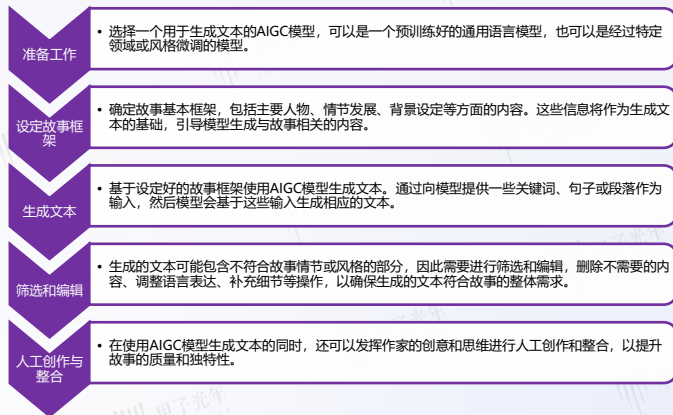 准备工作
• 选择一个用于生成文本的AIGC模型，可以是一个预训练好的通用语言模型，也可以是经过特定
领域或风格微调的模型。
设定故事框
架
• 确定故事基本框架，包括主要人物、情节发展、背景设定等方面的内容。这些信息将作为生成文
本的基础，引导模型生成与故事相关的内容。
生成文本
• 基于设定好的故事框架使用AIGC模型生成文本。通过向模型提供一些关键词、句子或段落作为
输入，然后模型会基于这些输入生成相应的文本。
筛选和编辑
• 生成的文本可能包含不符合故事情节或风格的部分，因此需要进行筛选和编辑，删除不需要的内
容、调整语言表达、补充细节等操作，以确保生成的文本符合故事的整体需求。
人工创作与
整合
• 在使用AIGC模型生成文本的同时，还可以发挥作家的创意和思维进行人工创作和整合，以提升
故事的质量和独特性。
甲子光年